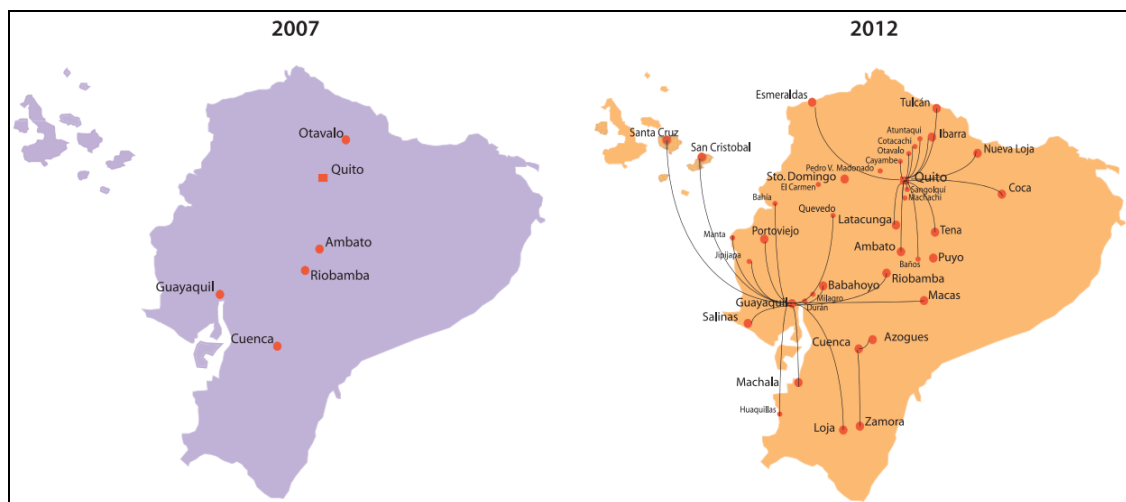 2007
Otavalo
Quito
Ambato
Riobamba
Guayaquil
Cuenca
2012
Esmeraldas
Tulcán
Atuntaqui
Santa Cruz
Cotacachi
Ibarra
San Cristobal
Otavalo
Nueva Loja
Cayambe
Pedro V. Madonado
Sto. Domingo
Quito
El Carmen
Sangolquí
Coca
Bahía
Machachi
Quevedo
Latacunga
Manta
Portoviejo
Tena
Ambato
Jipijapa
Baños
Puyo
Riobamba
Babahoyo
Milagro
Macas
Guayaquil
Durán
Salinas
Cuenca
Azogues
Machala
Huaquillas
Loja
Zamora